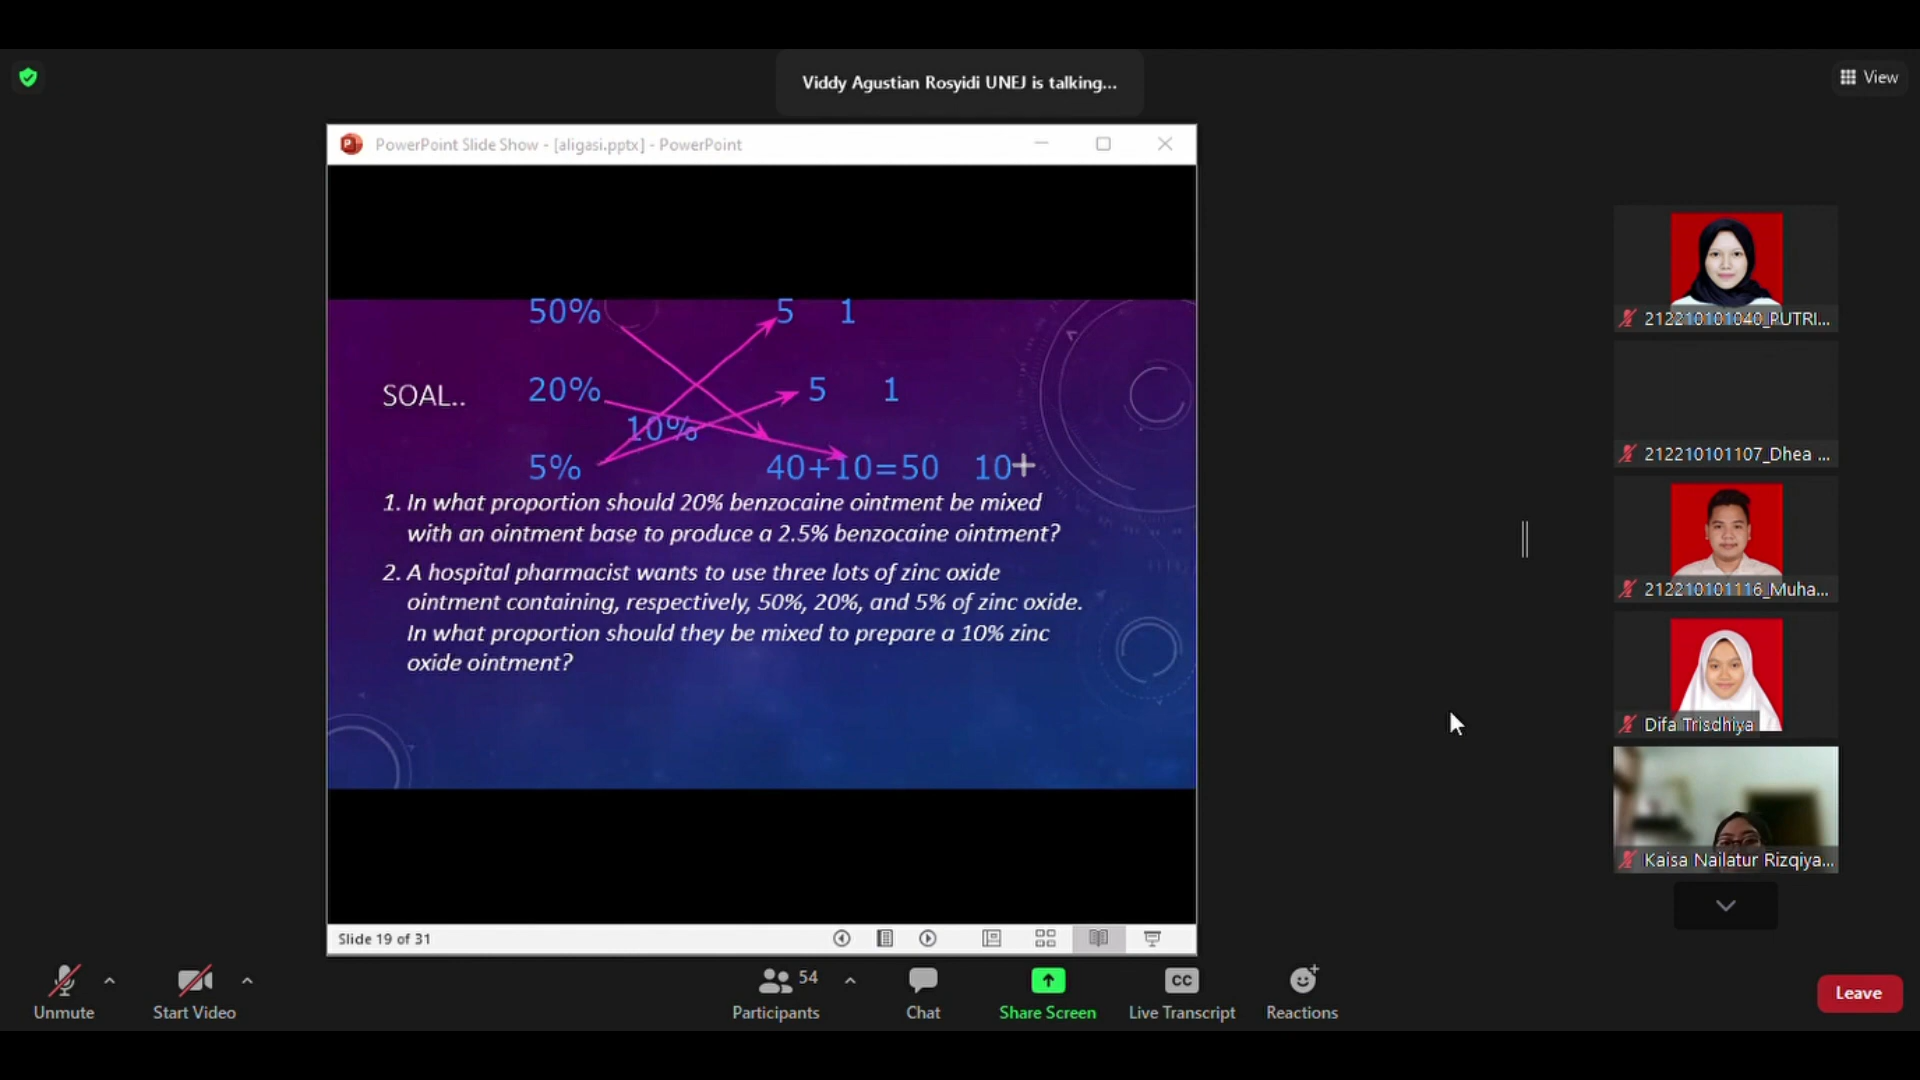 Viddy Agustian Rosyidi UNEJ is talking...
View
PowerPoint Slide Show - [aligasi.pptx] - PowerPoint
50% 5 1
SOAL.. 20% 5 1
10%
5% 40+10=50 10
1. In what proportion should 20% benzocaine ointment be mixed
with an ointment base to produce a 2.5% benzocaine ointment?
2. A hospital pharmacist wants to use three lots of zinc oxide
ointment containing, respectively, 50%, 20%, and 5% of zinc oxide.
In what proportion should they be mixed to prepare a 10% zinc
oxide ointment?
Slide 19 of 31
212210101040_PUTRI...
212210101107_Dhea ...
212210101116_Muha...
Difa Trisdhiya
Kaisa Nailatur Rizqiya...
Unmute
Start Video
54
Participants
Chat
Share Screen
CC
Live Transcript
Reactions
Leave